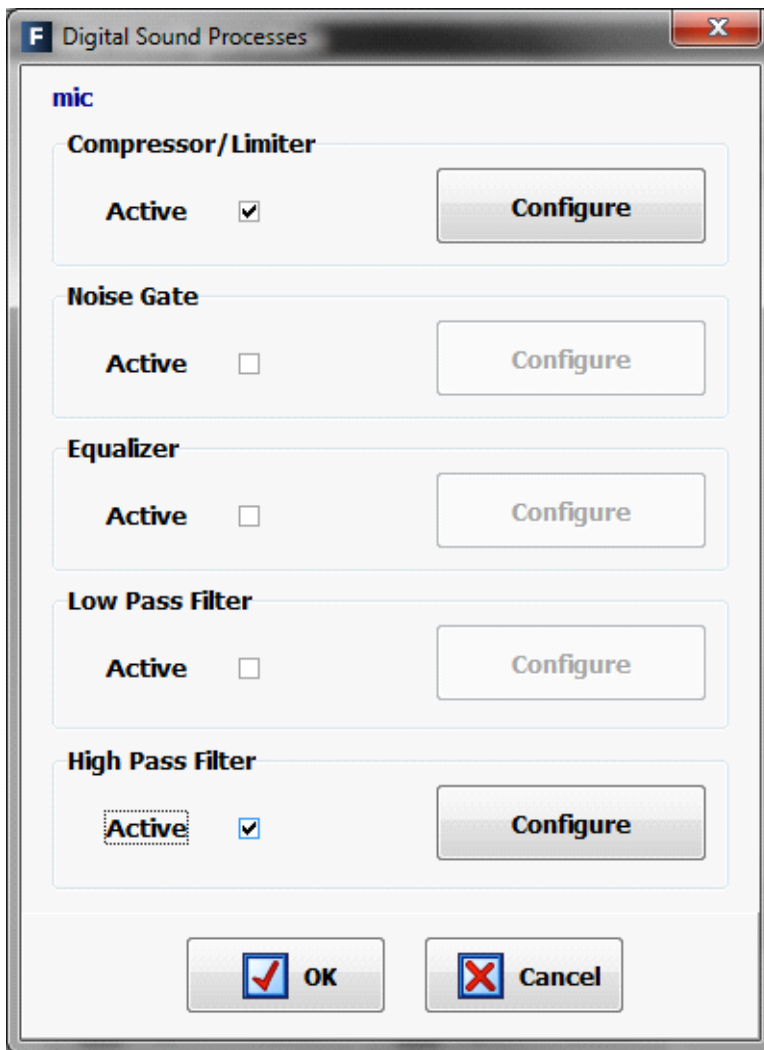 F Digital Sound Processes
mic
Compressor/Limiter
Active Configure
Noise Gate
Active Configure
Equalizer
Active Configure
Low Pass Filter
Active Configure
High Pass Filter
Active Configure
OK Cancel